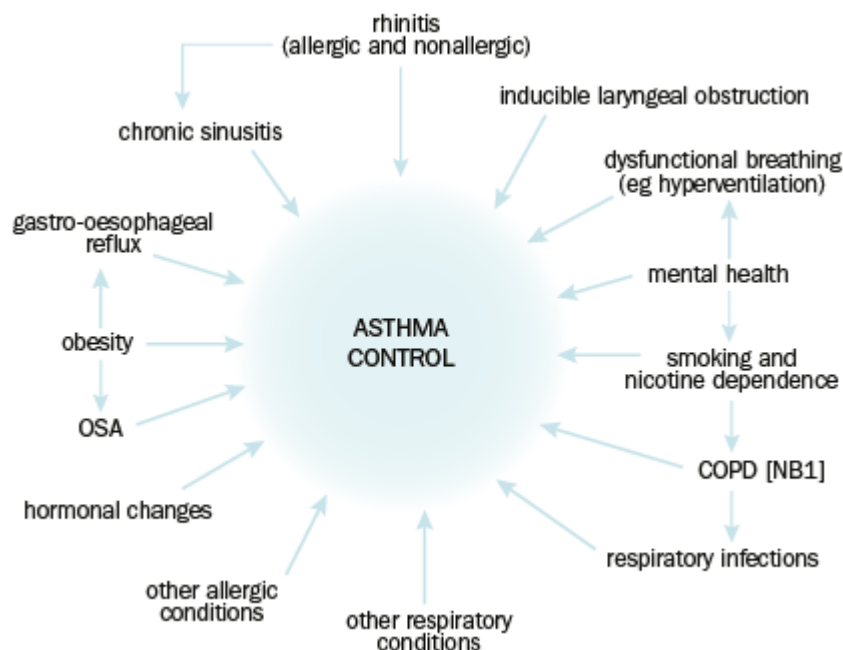 rhinitis
(allergic and nonallergic)
inducible laryngeal obstruction
chronic sinusitis
dysfunctional breathing
(eg hyperventilation)
gastro-oesophageal
reflux
mental health
ASTHMA
CONTROL
obesity
smoking and
nicotine dependence
OSA
COPD [NB1]
hormonal changes
respiratory infections
other allergic
conditions
other respiratory
conditions